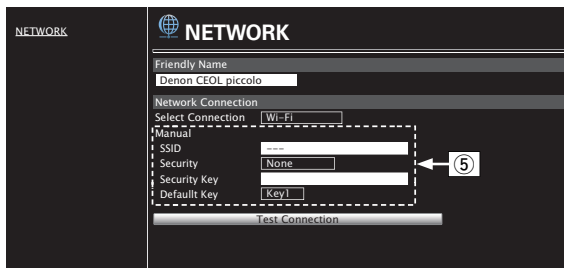 NETWORK
NETWORK
Friendly Name
Denon CEOL piccolo
Network Connection
Select Connection Wi-Fi
Manual
SSID ---
Security None
⑤
Security Key
Defaullt Key Key1
Test Connection